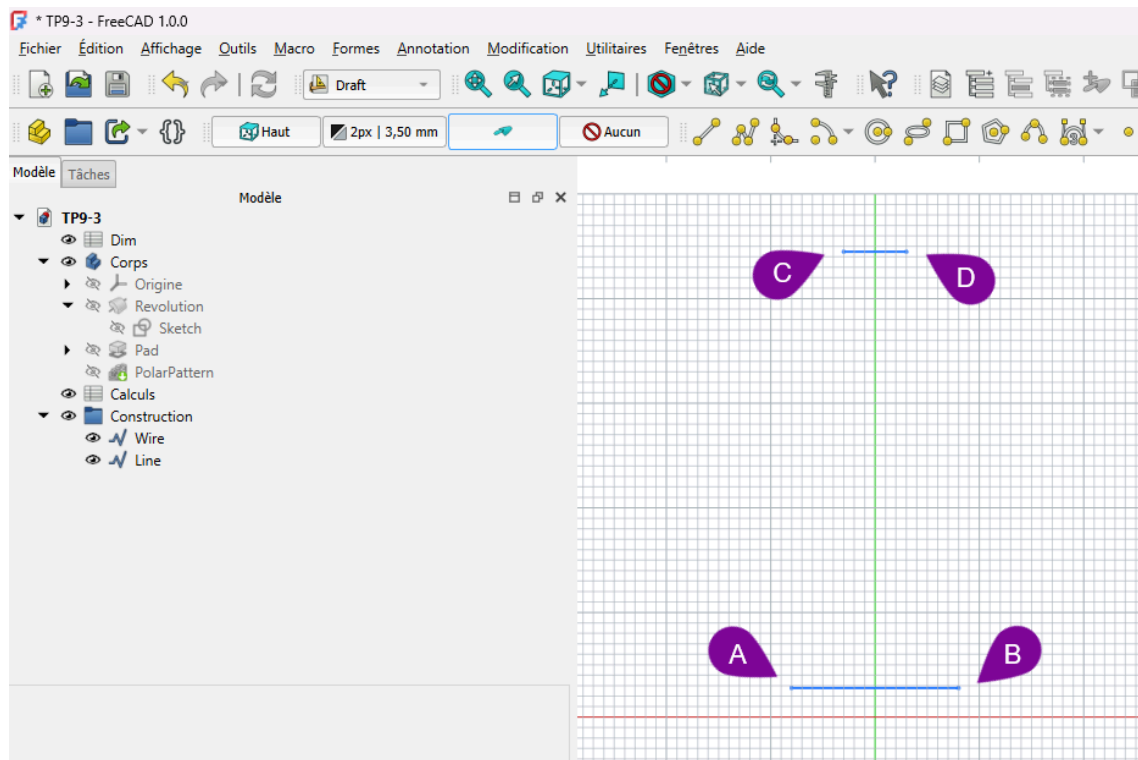 * TP9-3 - FreeCAD 1.0.0
Fichier Édition Affichage Outils Macro Formes Annotation Modification Utilitaires Fenêtres Aide
Draft
Haut 2px | 3,50 mm Aucun
Modèle Tâches
Modèle
TP9-3
Dim
Corps
Origine
Revolution
Sketch
Pad
PolarPattern
Calculs
Construction
Wire
Line
C D
A B